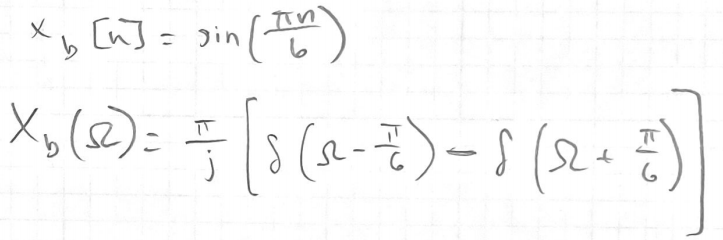 x_b [n] = sin(πn/6)
X_b(Ω) = π/j [δ(Ω - π/6) - δ(Ω + π/6)]